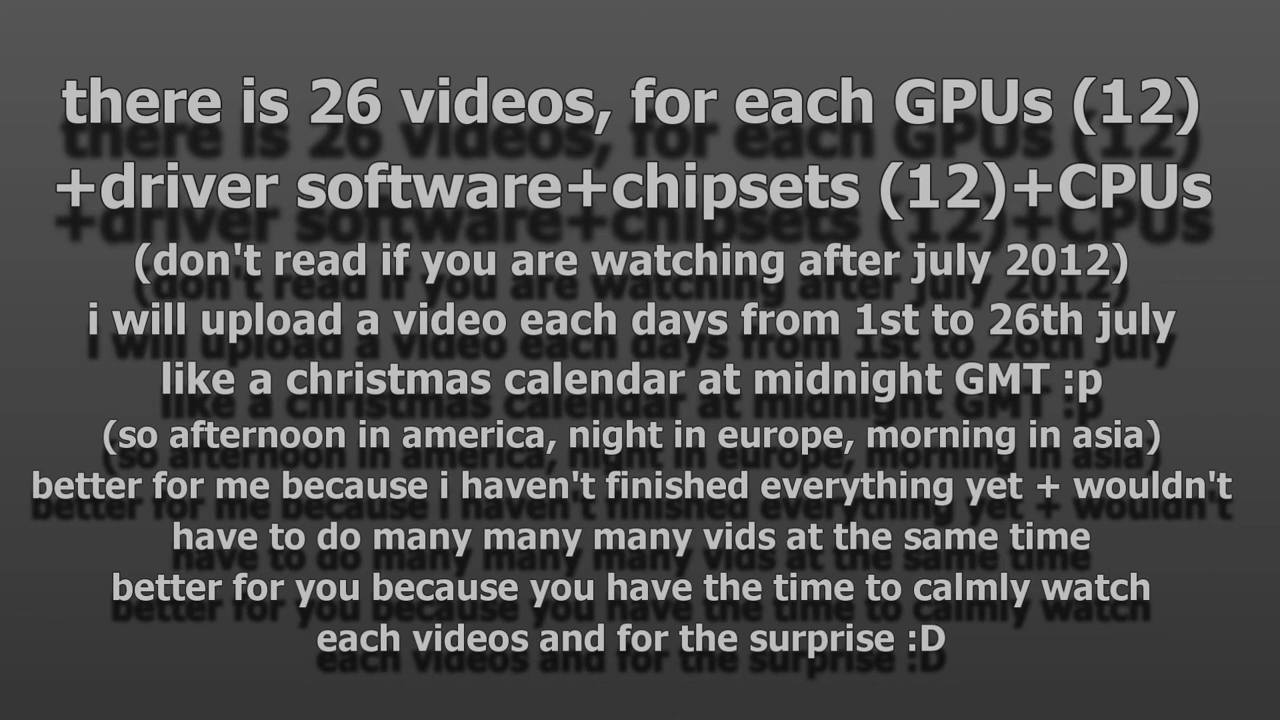 there is 26 videos, for each GPUs (12)
+driver software+chipsets (12)+CPUs
(don't read if you are watching after july 2012)
i will upload a video each days from 1st to 26th july
like a christmas calendar at midnight GMT :p
(so afternoon in america, night in europe, morning in asia)
better for me because i haven't finished everything yet + wouldn't
have to do many many many vids at the same time
better for you because you have the time to calmly watch
each videos and for the surprise :D